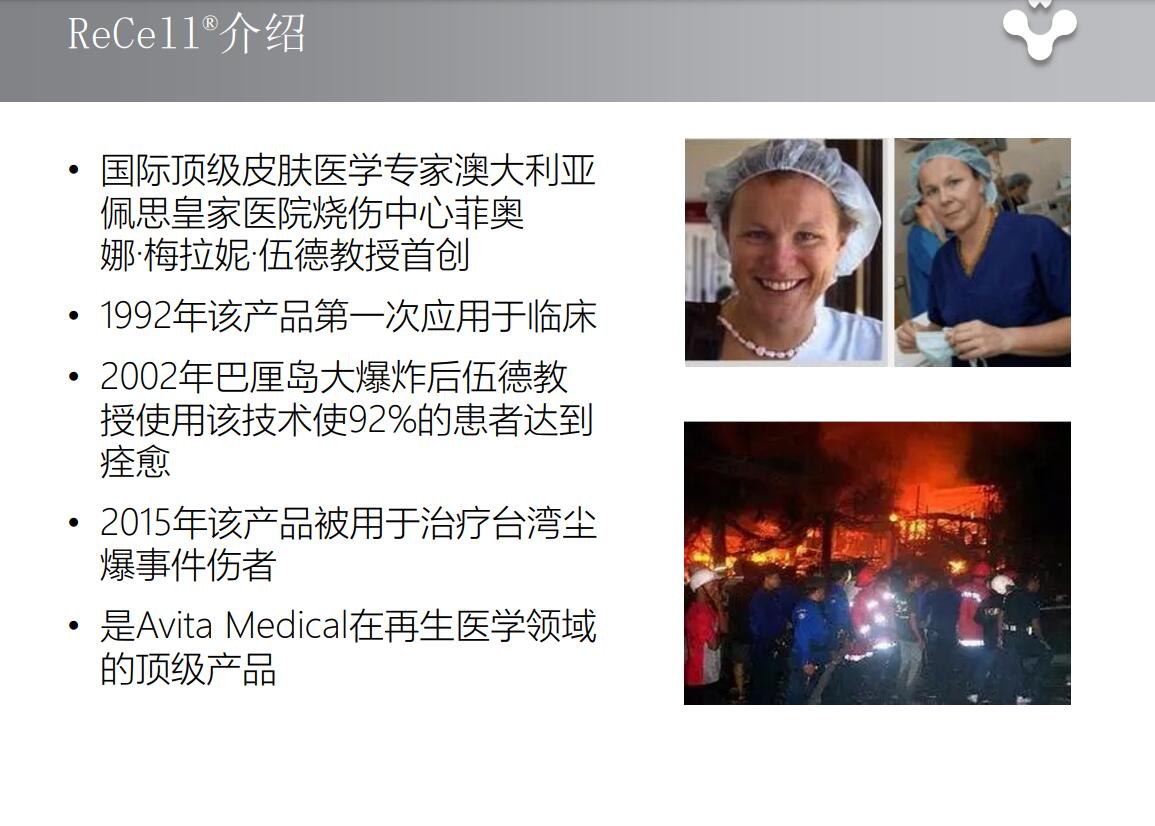 ReCell®介绍
• 国际顶级皮肤医学专家澳大利亚
佩思皇家医院烧伤中心菲奥
娜·梅拉妮·伍德教授首创
• 1992年该产品第一次应用于临床
• 2002年巴厘岛大爆炸后伍德教
授使用该技术使92%的患者达到
痊愈
• 2015年该产品被用于治疗台湾尘
爆事件伤者
• 是Avita Medical在再生医学领域
的顶级产品